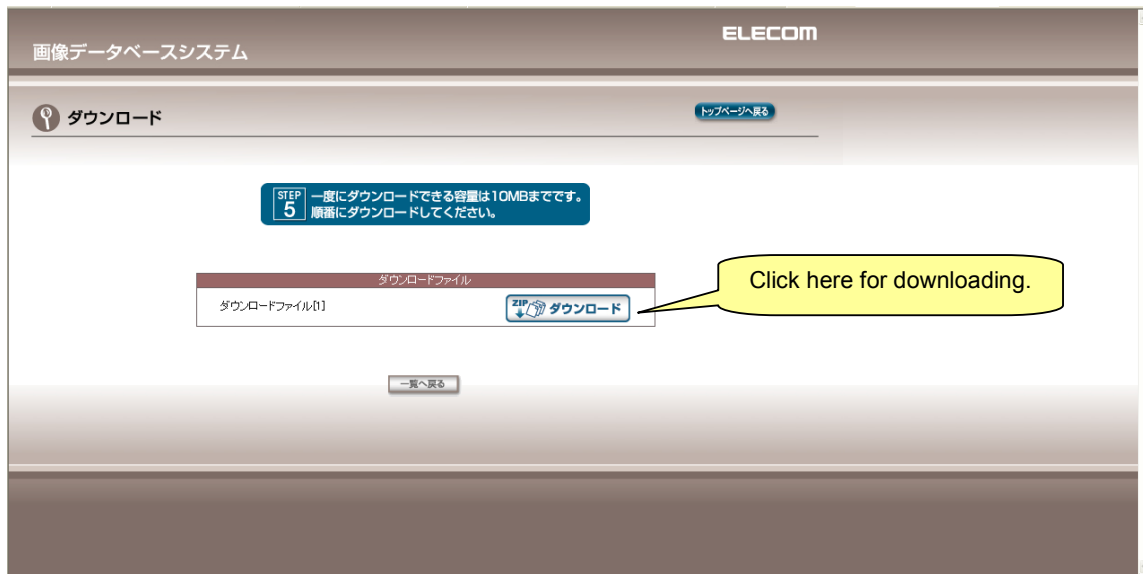 ELECOM
画像データベースシステム
ダウンロード
トップページへ戻る
STEP 5
一度にダウンロードできる容量は10MBまでです。
順番にダウンロードしてください。
ダウンロードファイル
ダウンロードファイル[1]
ZIP ダウンロード
Click here for downloading.
一覧へ戻る